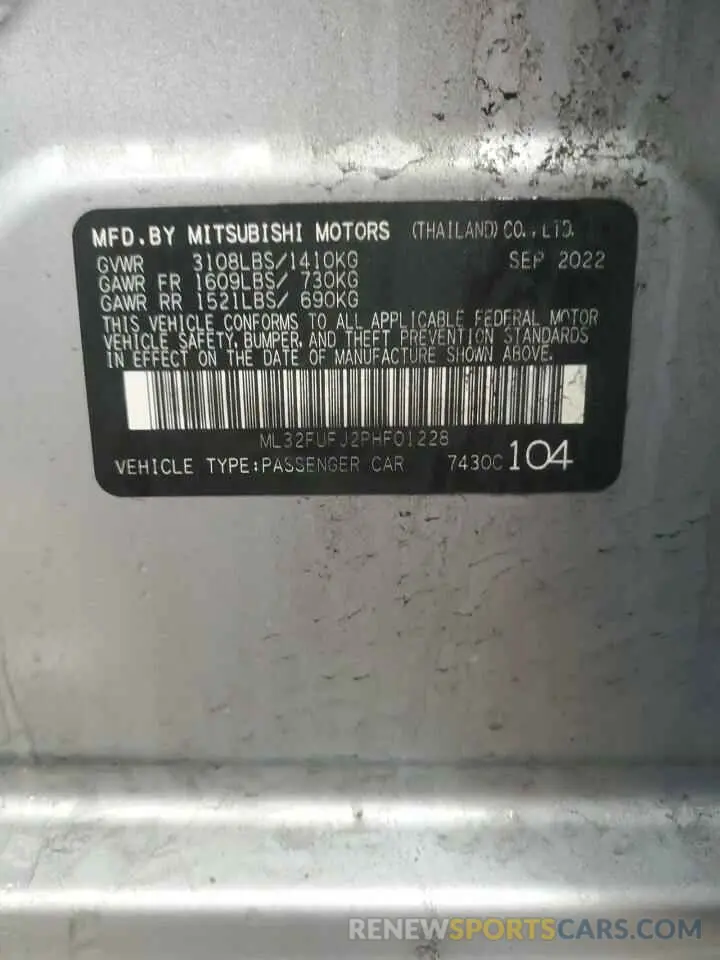 MFD.BY MITSUBISHI MOTORS (THAILAND) CO., LTD.
GVWR 3108LBS/1410KG SEP 2022
GAWR FR 1609LBS/ 730KG
GAWR RR 1521LBS/ 690KG
THIS VEHICLE CONFORMS TO ALL APPLICABLE FEDERAL MOTOR
VEHICLE SAFETY, BUMPER, AND THEFT PREVENTION STANDARDS
IN EFFECT ON THE DATE OF MANUFACTURE SHOWN ABOVE.
ML32FUFJ2PHF01228
VEHICLE TYPE:PASSENGER CAR 7430C 104
RENEWSPORTSCARS.COM